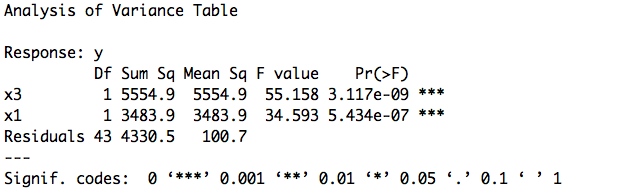 Analysis of Variance Table
Response: y
Df Sum Sq Mean Sq F value Pr(>F)
x3 1 5554.9 5554.9 55.158 3.117e-09 ***
x1 1 3483.9 3483.9 34.593 5.434e-07 ***
Residuals 43 4330.5 100.7
---
Signif. codes: 0 ‘***’ 0.001 ‘**’ 0.01 ‘*’ 0.05 ‘.’ 0.1 ‘ ’ 1